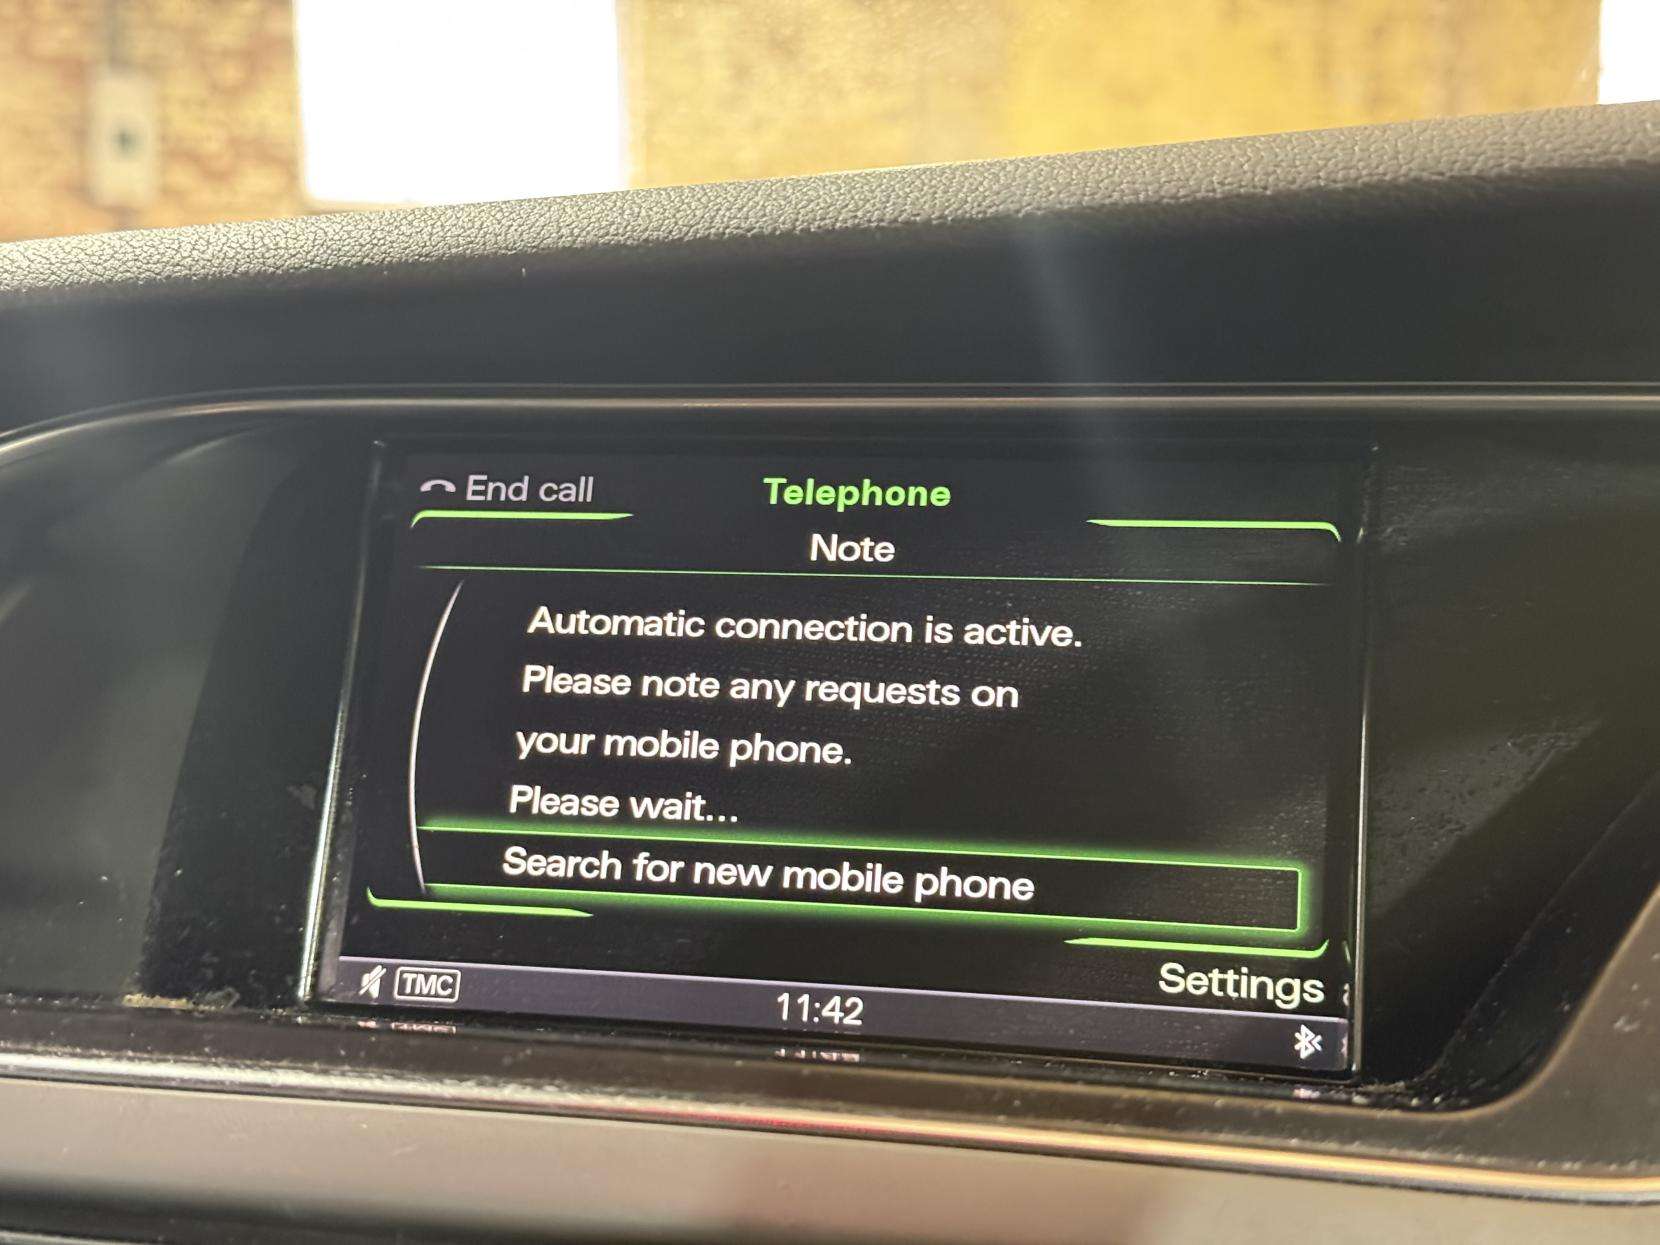 End call
Telephone
Note
Automatic connection is active.
Please note any requests on
your mobile phone.
Please wait...
Search for new mobile phone
Settings
TMC
11:42